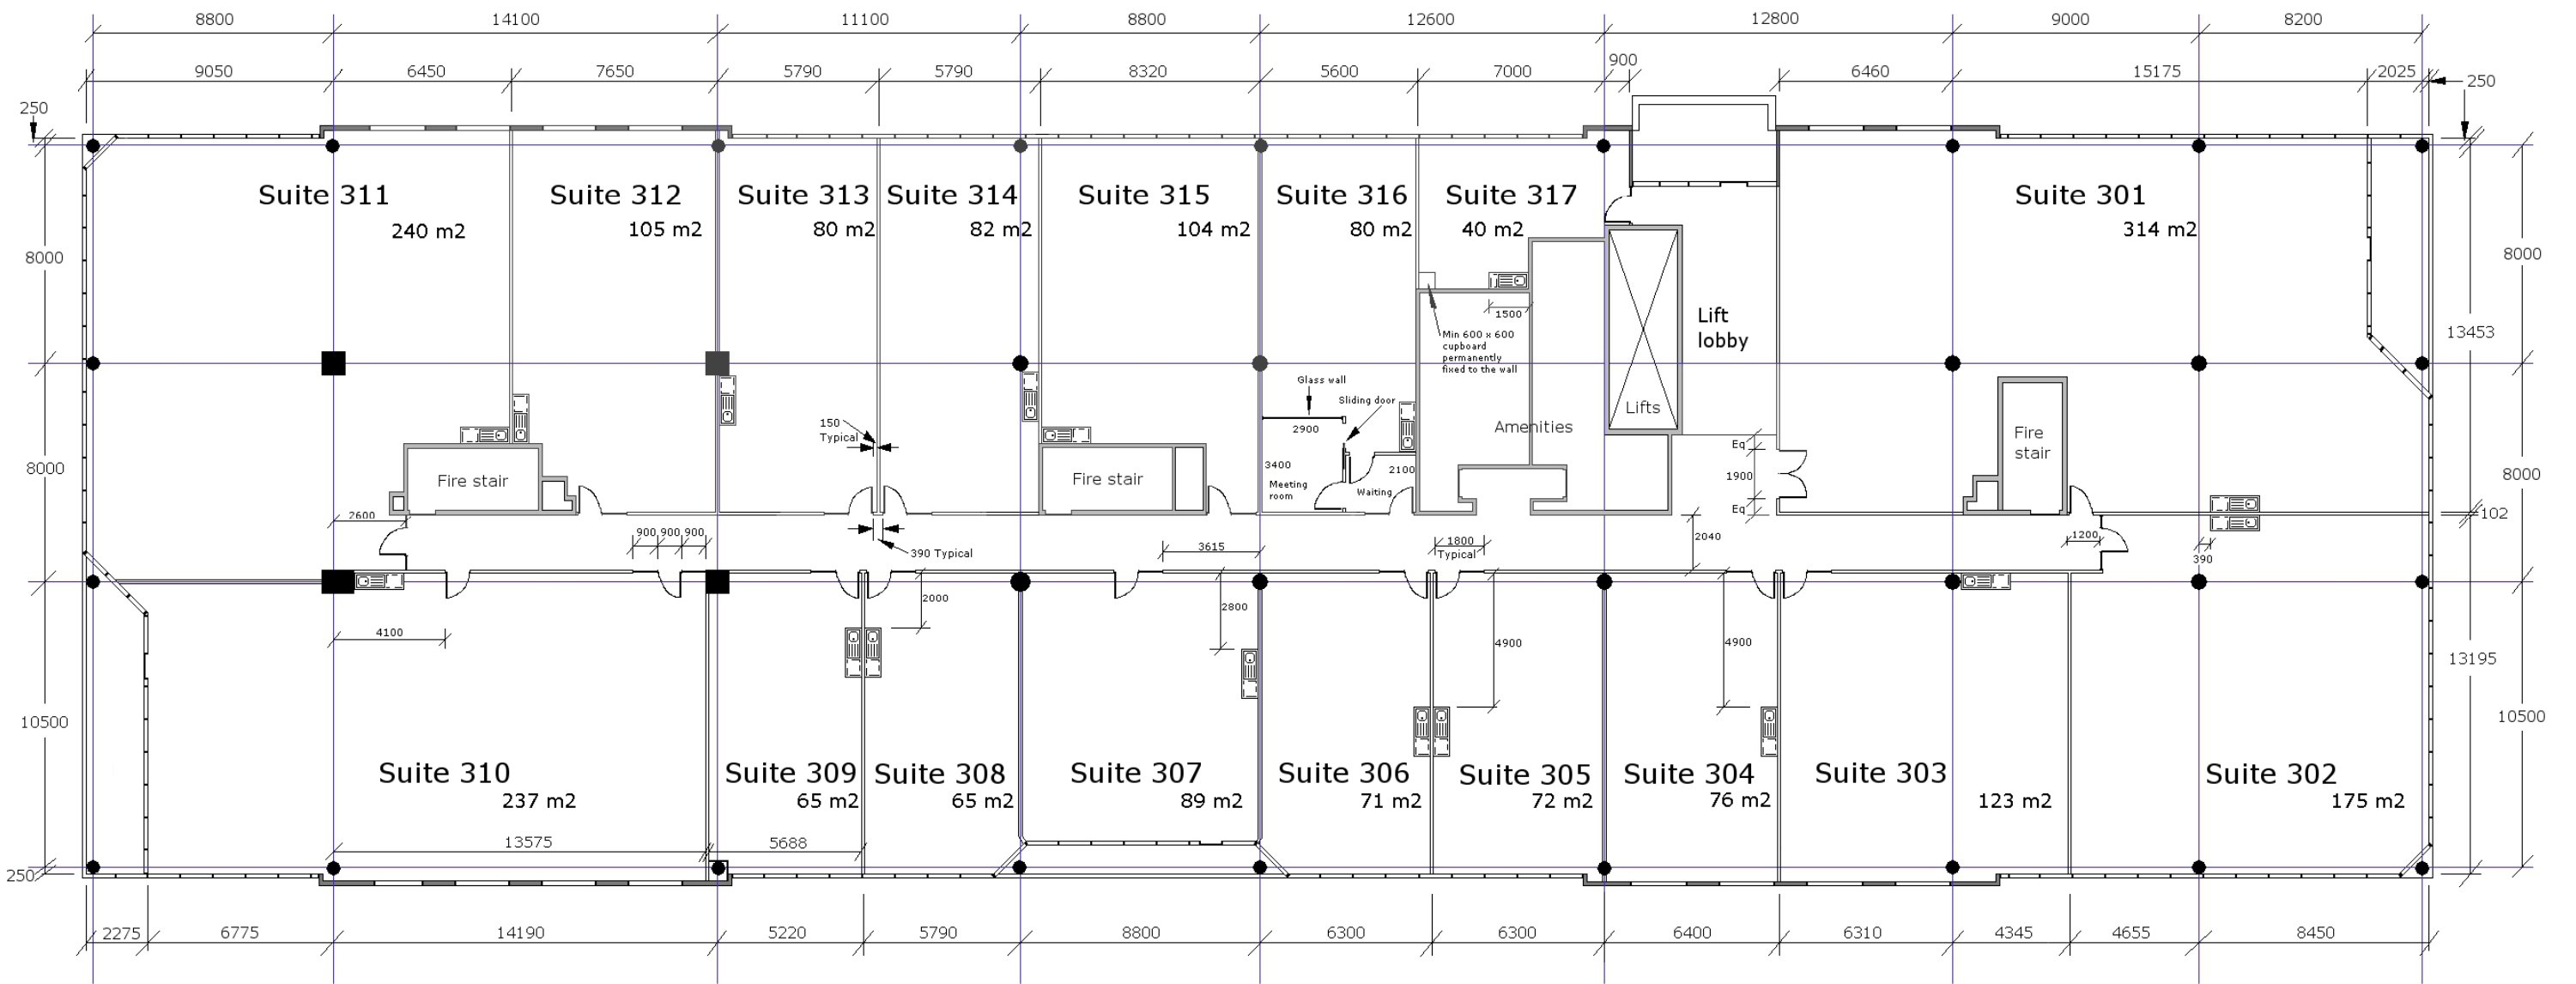 8800 14100 11100 8800 12600 12800 9000 8200
900
9050 6450 7650 5790 5790 8320 5600 7000 6460 15175 2025
250
250
Suite 311 Suite 312 Suite 313 Suite 314 Suite 315 Suite 316 Suite 317 Suite 301
240 m2 105 m2 80 m2 82 m2 104 m2 80 m2 40 m2 314 m2
8000 8000
1500
Lift
lobby
13453
Min 600 x 600
cupboard
permanently
fixed to the wall
Glass wall
Sliding door
Lifts
150
Typical
2900
Amenities
Fire
stair
Eq
8000
3400
2100
1900
8000
Fire stair
Fire stair
Meeting
room
Waiting
Eq
2600
102
900 900 900
390 Typical
3615
1800
Typical
2040
1200
390
2000
2800
4100
4900
4900
13195
10500
10500
Suite 310 Suite 309 Suite 308 Suite 307 Suite 306 Suite 305 Suite 304 Suite 303 Suite 302
237 m2 65 m2 65 m2 89 m2 71 m2 72 m2 76 m2 123 m2 175 m2
13575 5688
250
2275 6775 14190 5220 5790 8800 6300 6300 6400 6310 4345 4655 8450